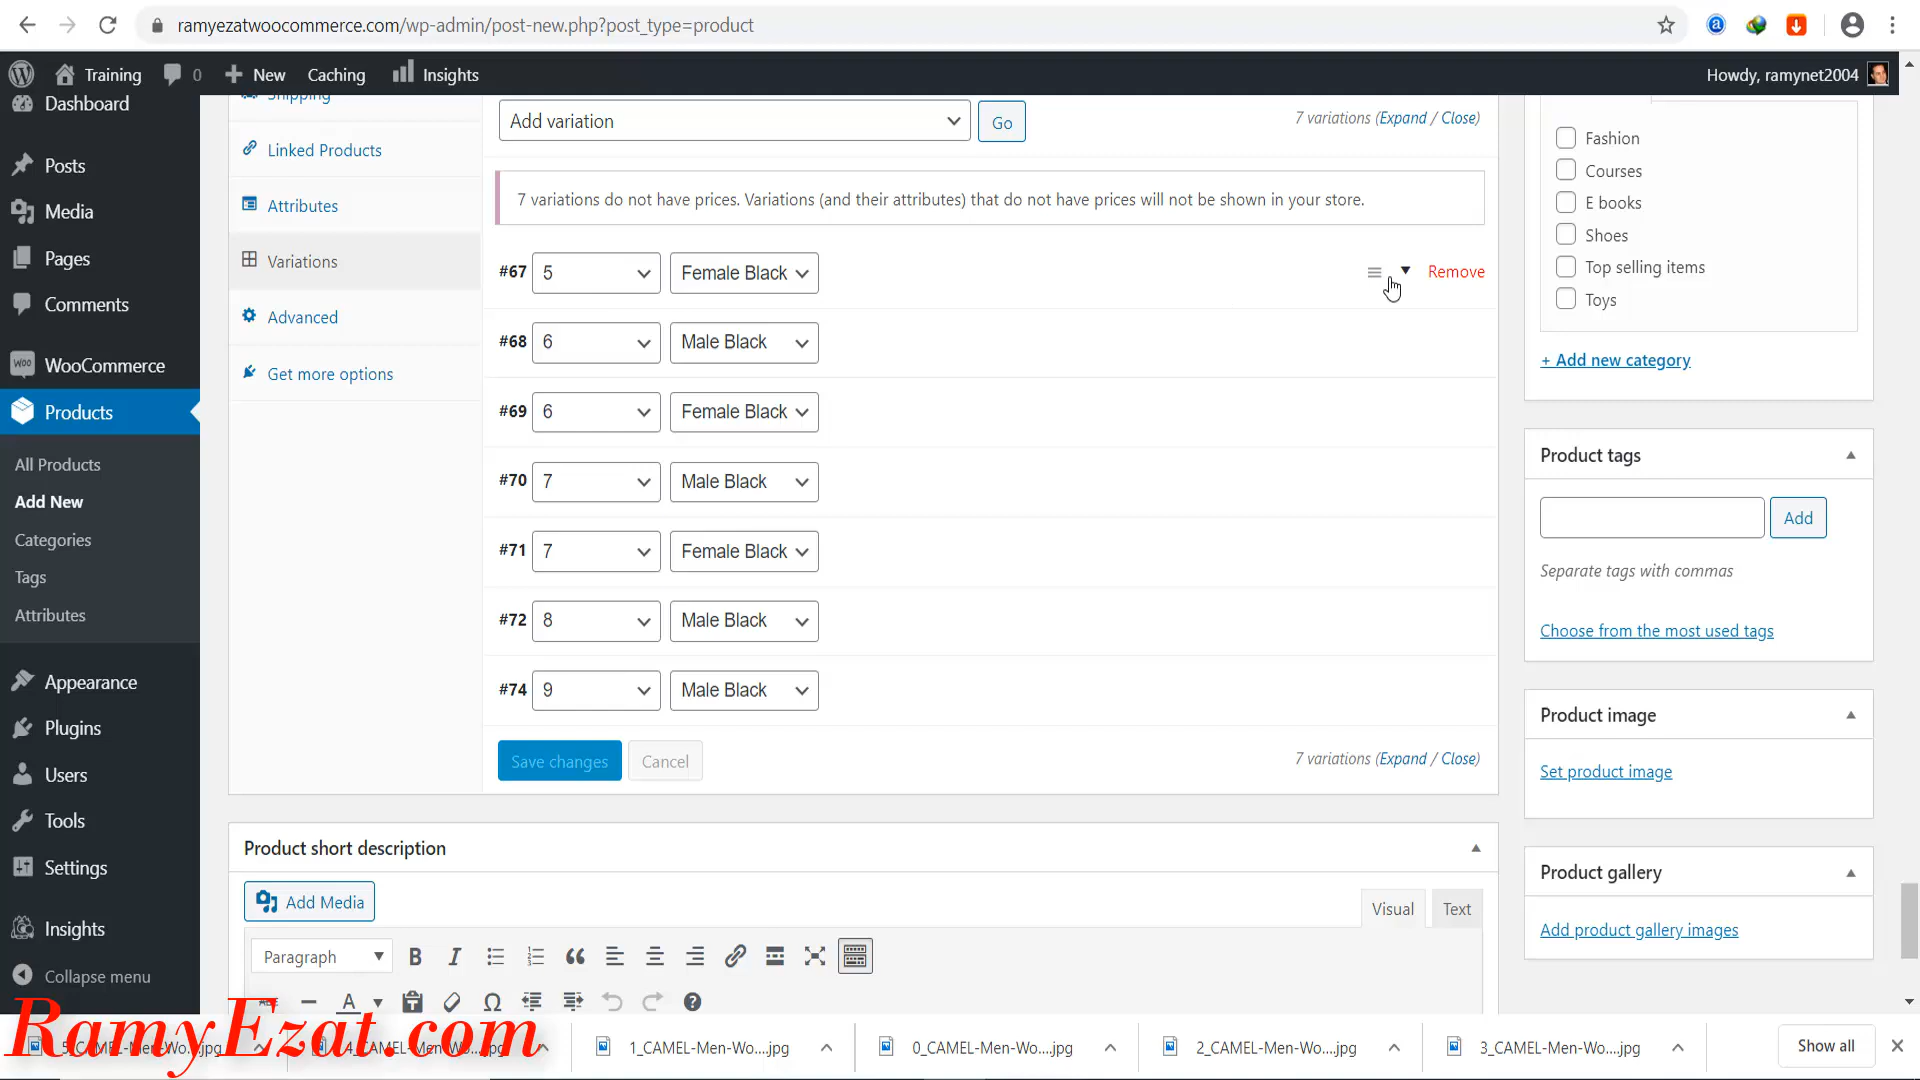 ramyezatwoocommerce.com/wp-admin/post-new.php?post_type=product
Training 0 New Caching Insights Howdy, ramynet2004
Dashboard
Posts
Media
Pages
Comments
WooCommerce
Products
All Products
Add New
Categories
Tags
Attributes
Appearance
Plugins
Users
Tools
Settings
Insights
Collapse menu
Shipping
Linked Products
Attributes
Variations
Advanced
Get more options
Add variation Go 7 variations (Expand / Close)
7 variations do not have prices. Variations (and their attributes) that do not have prices will not be shown in your store.
#67 5 Female Black Remove
#68 6 Male Black
#69 6 Female Black
#70 7 Male Black
#71 7 Female Black
#72 8 Male Black
#74 9 Male Black
Save changes Cancel 7 variations (Expand / Close)
Product short description
Add Media Visual Text
Paragraph
Fashion
Courses
E books
Shoes
Top selling items
Toys
+ Add new category
Product tags
Add
Separate tags with commas
Choose from the most used tags
Product image
Set product image
Product gallery
Add product gallery images
RamyEzat.com
5_CAMEL-Men-Wo....jpg 4_CAMEL-Men-Wo....jpg 1_CAMEL-Men-Wo....jpg 0_CAMEL-Men-Wo....jpg 2_CAMEL-Men-Wo....jpg 3_CAMEL-Men-Wo....jpg Show all